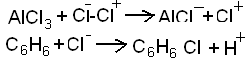 AlCl₃ + Cl⁻–Cl⁺ ⟶ AlCl⁻ + Cl⁺
C₆H₆ + Cl⁻ ⟶ C₆H₆ Cl + H⁺